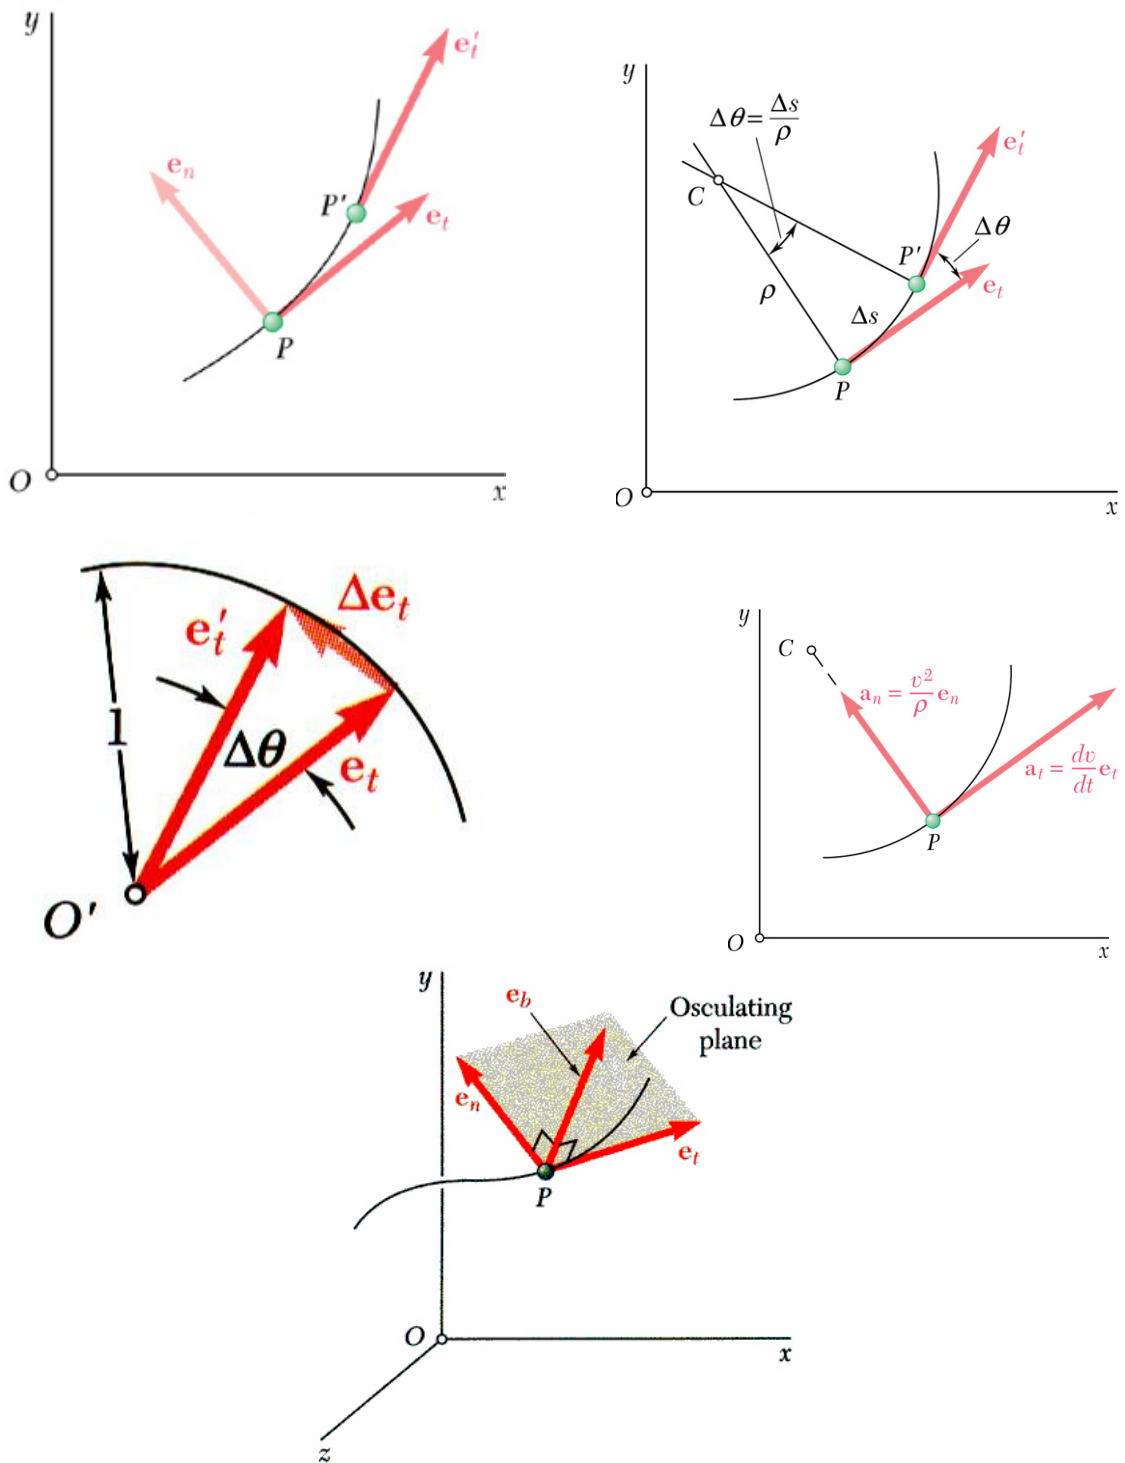 y
e′ₜ
eₙ
P′
eₜ
P
O
x
y
Δθ = Δs/ρ
e′ₜ
C
Δθ
P′
ρ
eₜ
Δs
P
O
x
Δeₜ
e′ₜ
1
Δθ
eₜ
O′
y
C
aₙ = v²/ρ eₙ
aₜ = dv/dt eₜ
P
O
x
y
e_b
Osculating
plane
eₙ
eₜ
P
O
x
z